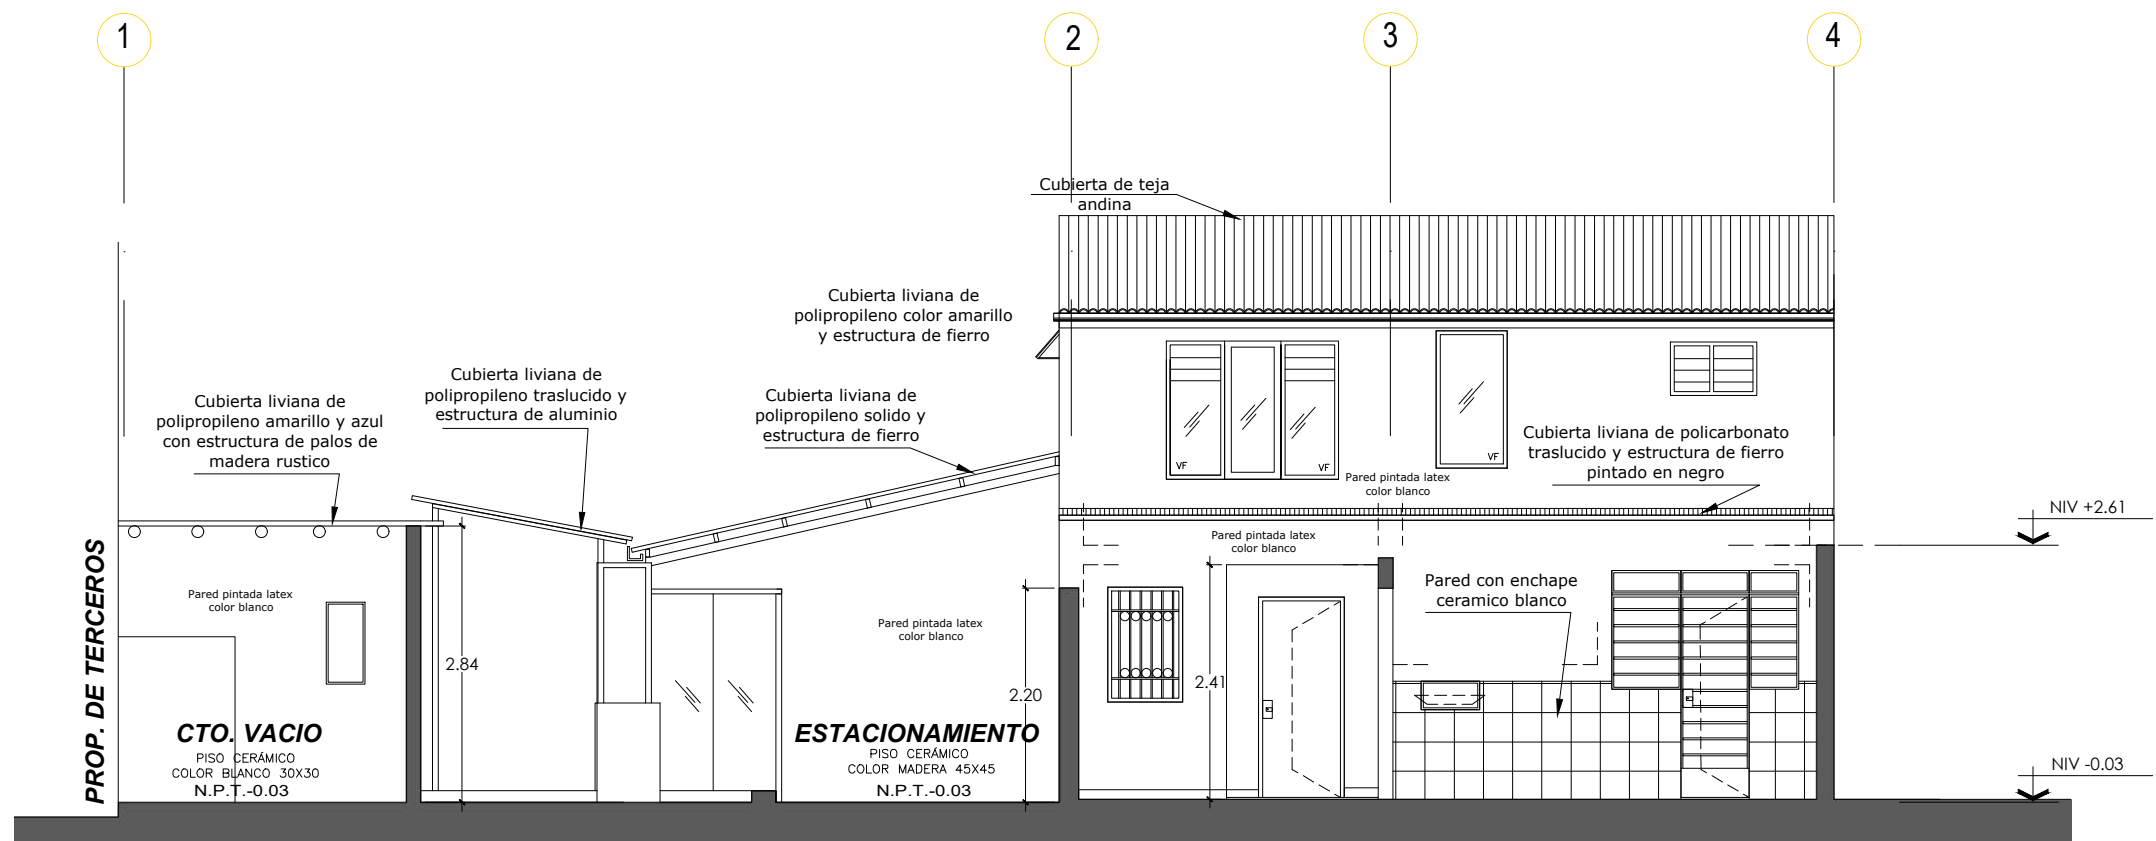 1
2
3
4
Cubierta de teja
andina
Cubierta liviana de
polipropileno color amarillo
y estructura de fierro
Cubierta liviana de
polipropileno traslucido y
estructura de aluminio
Cubierta liviana de
polipropileno amarillo y azul
con estructura de palos de
madera rustico
Cubierta liviana de
polipropileno solido y
estructura de fierro
Cubierta liviana de policarbonato
traslucido y estructura de fierro
pintado en negro
VF
VF
VF
Pared pintada latex
color blanco
NIV +2.61
Pared pintada latex
color blanco
Pared con enchape
ceramico blanco
Pared pintada latex
color blanco
Pared pintada latex
color blanco
2.84
2.20
2.41
PROP. DE TERCEROS
CTO. VACIO
PISO CERÁMICO
COLOR BLANCO 30X30
N.P.T.-0.03
ESTACIONAMIENTO
PISO CERÁMICO
COLOR MADERA 45X45
N.P.T.-0.03
NIV -0.03